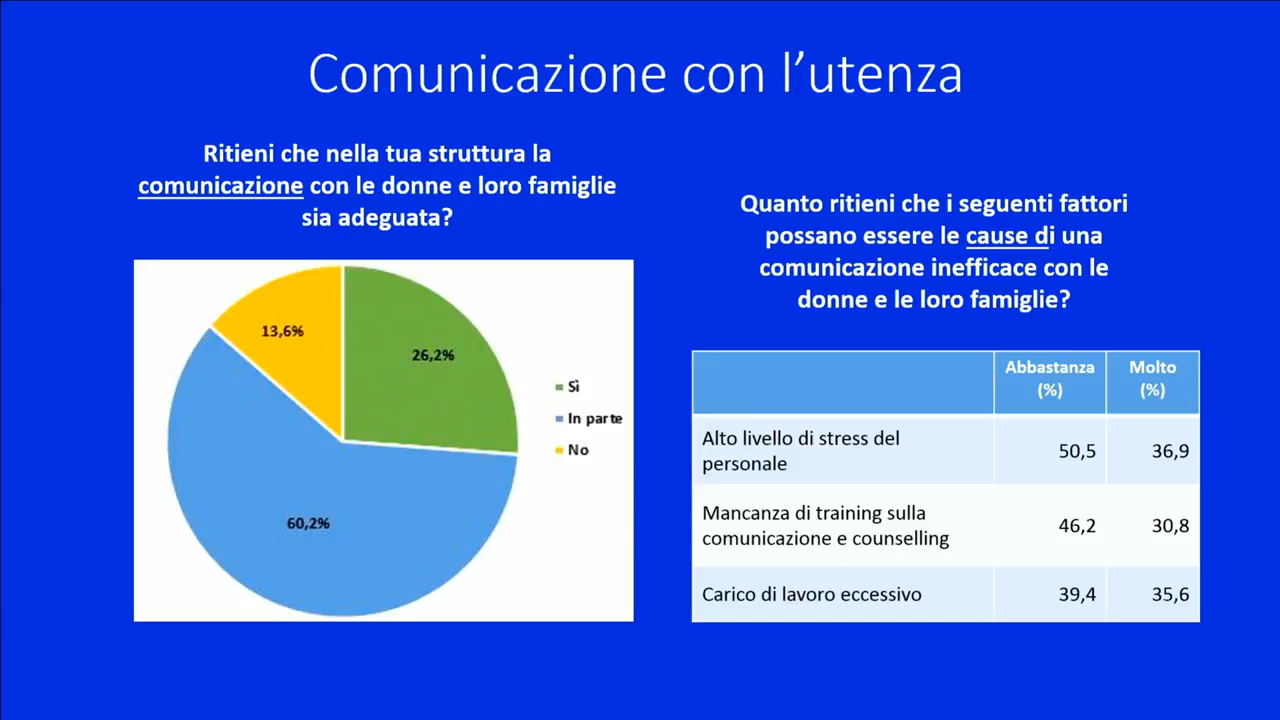 Comunicazione con l’utenza
Ritieni che nella tua struttura la
comunicazione con le donne e loro famiglie
sia adeguata?
13,6%
26,2%
60,2%
Sì
In parte
No
Quanto ritieni che i seguenti fattori
possano essere le cause di una
comunicazione inefficace con le
donne e le loro famiglie?
Abbastanza (%)
Molto (%)
Alto livello di stress del
personale
50,5
36,9
Mancanza di training sulla
comunicazione e counselling
46,2
30,8
Carico di lavoro eccessivo
39,4
35,6